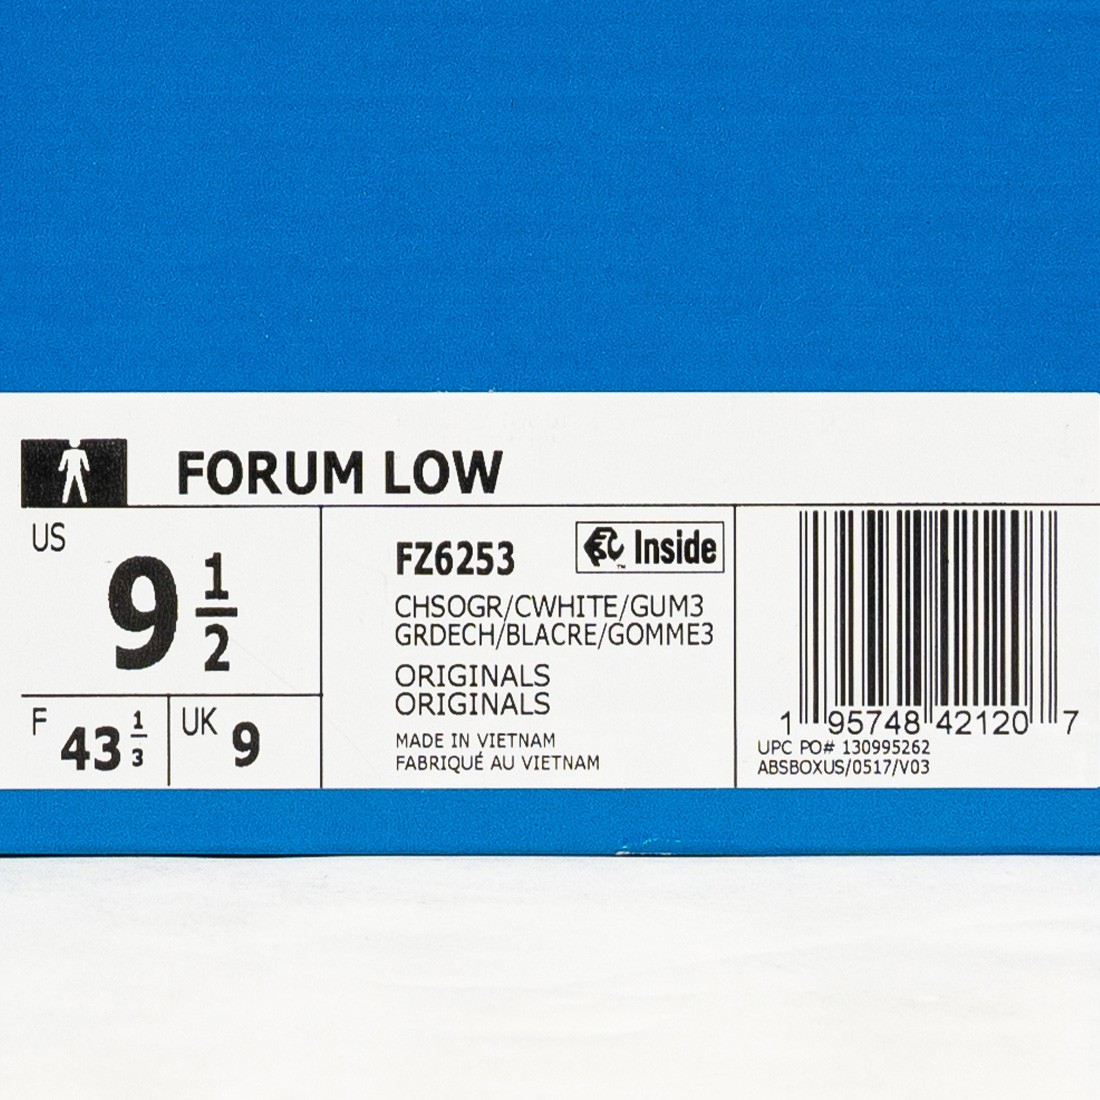 FORUM LOW
US
9 1/2
F
43 1/3
UK
9
FZ6253
Inside
™
CHSOGR/CWHITE/GUM3
GRDECH/BLACRE/GOMME3
ORIGINALS
ORIGINALS
MADE IN VIETNAM
FABRIQUÉ AU VIETNAM
1 95748 42120 7
UPC PO# 130995262
ABSBOXUS/0517/V03